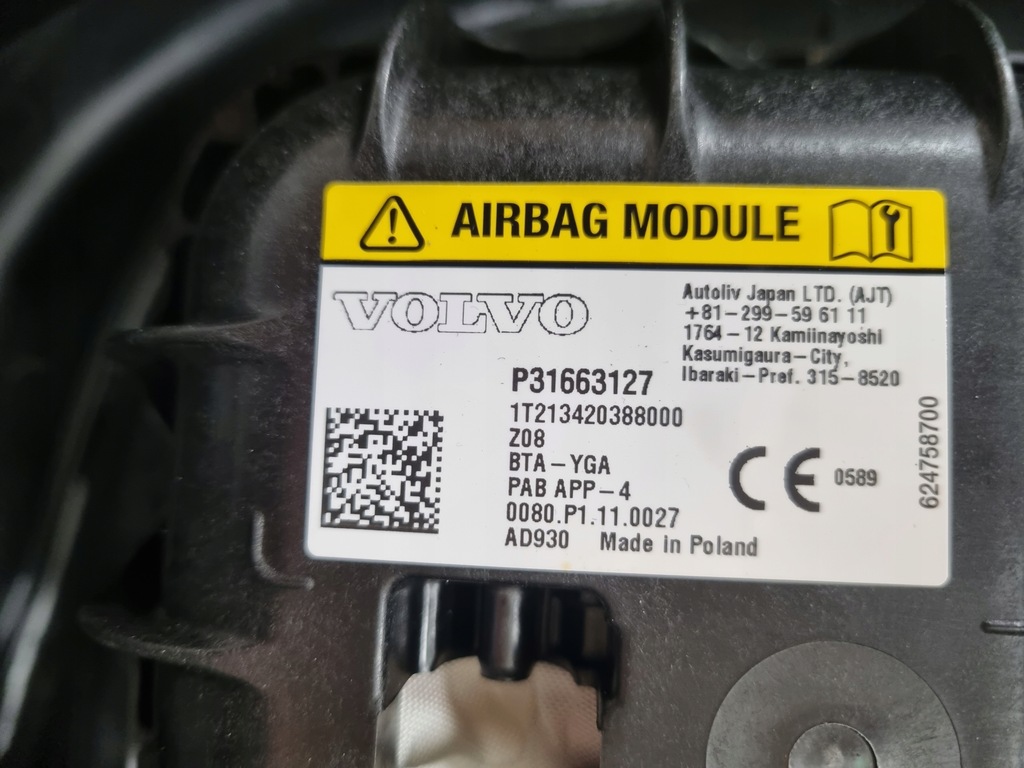 AIRBAG MODULE
VOLVO
Autoliv Japan LTD. (AJT)
+81-299-59 61 11
1764-12 Kamiinayoshi
Kasumigaura-City,
Ibaraki-Pref. 315-8520
P31663127
1T213420388000
Z08
BTA-YGA
PAB APP-4
0080.P1.11.0027
AD930 Made in Poland
CE 0589
624758700